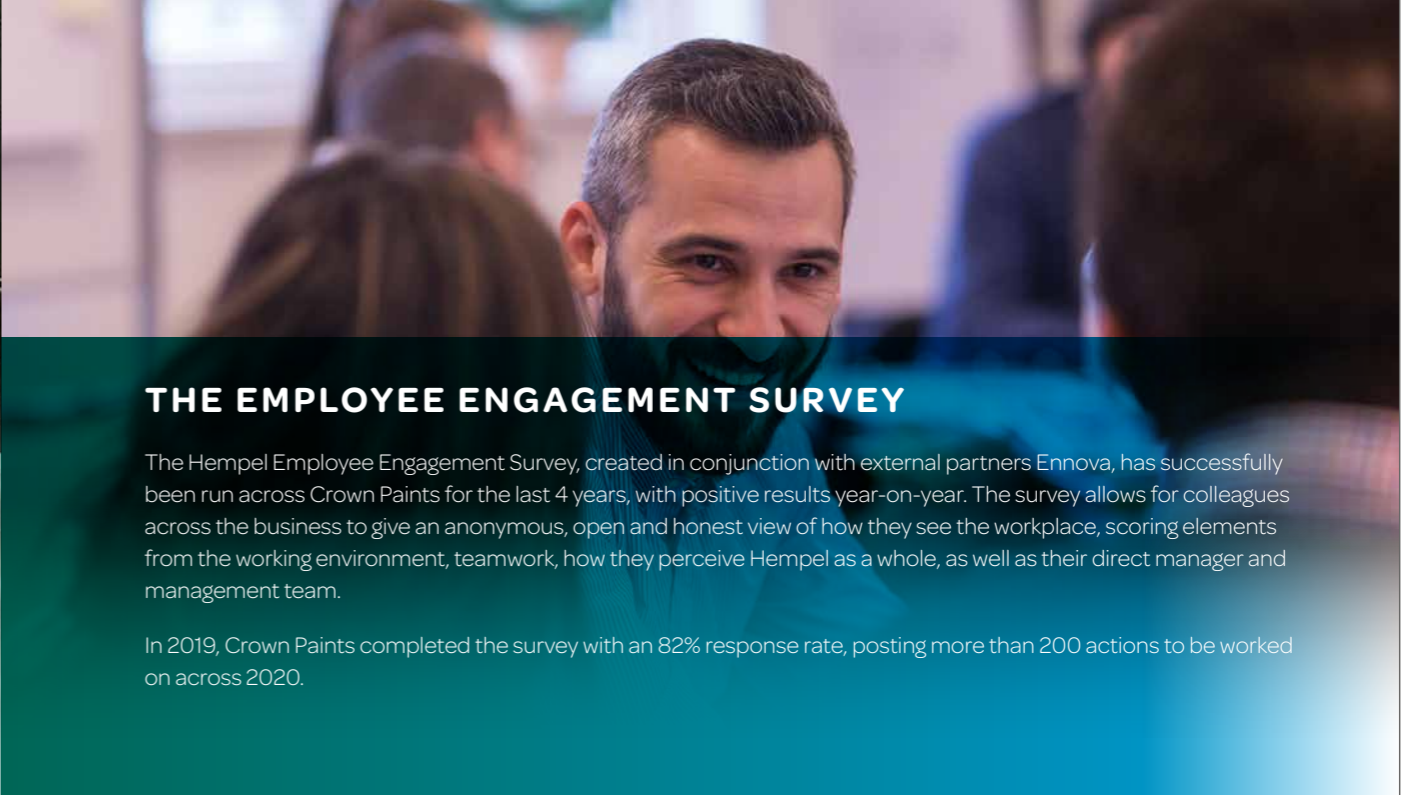 THE EMPLOYEE ENGAGEMENT SURVEY
The Hempel Employee Engagement Survey, created in conjunction with external partners Ennova, has successfully
been run across Crown Paints for the last 4 years, with positive results year-on-year. The survey allows for colleagues
across the business to give an anonymous, open and honest view of how they see the workplace, scoring elements
from the working environment, teamwork, how they perceive Hempel as a whole, as well as their direct manager and
management team.
In 2019, Crown Paints completed the survey with an 82% response rate, posting more than 200 actions to be worked
on across 2020.